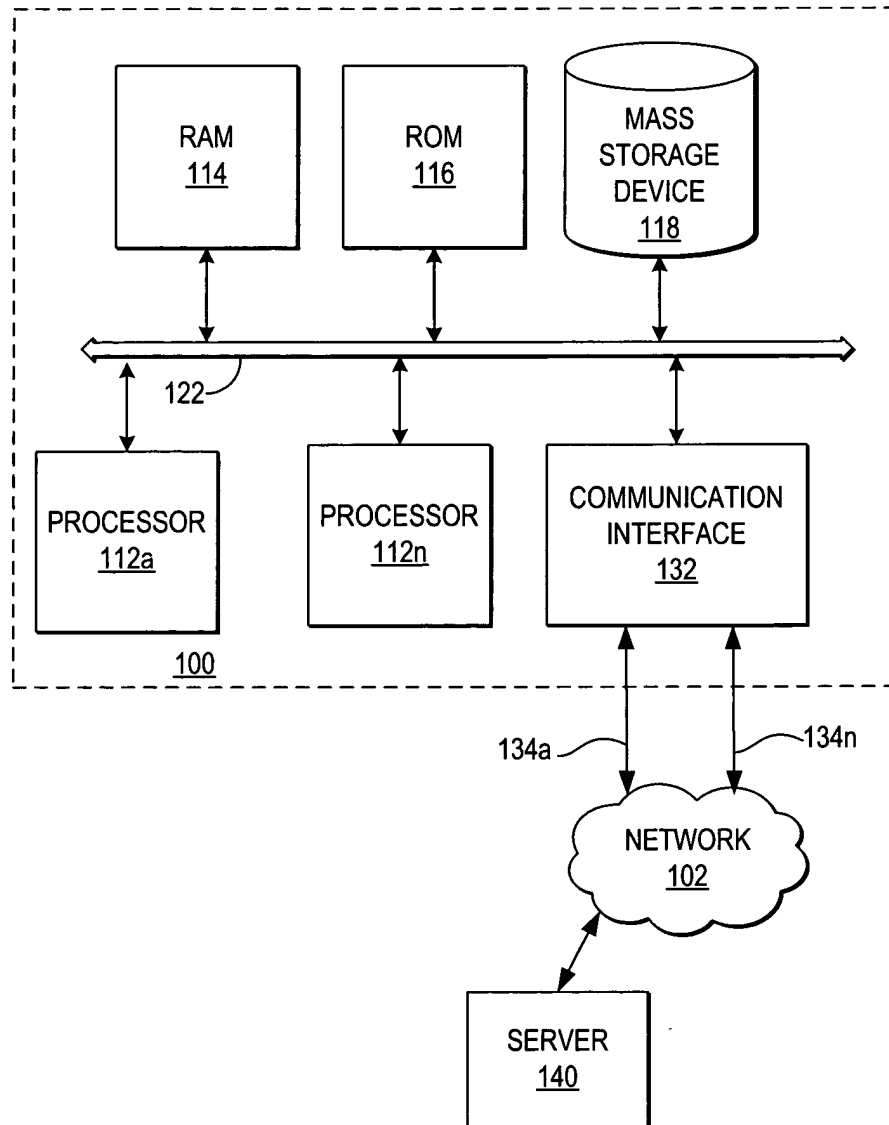 RAM
114
ROM
116
MASS
STORAGE
DEVICE
118
122
PROCESSOR
112a
PROCESSOR
112n
COMMUNICATION
INTERFACE
132
100
134a
134n
NETWORK
102
SERVER
140